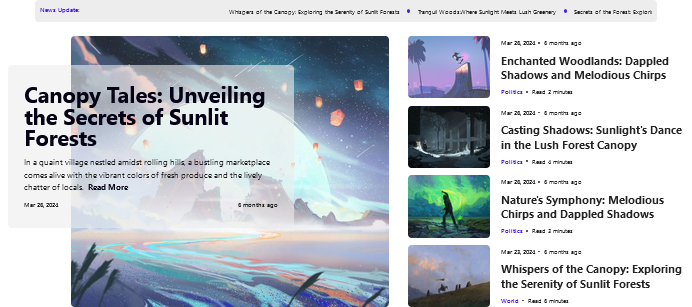 News Update:
Whispers of the Canopy: Exploring the Serenity of Sunlit Forests • Tranquil Woods:Where Sunlight Meets Lush Greenery • Secrets of the Forest: Explori
Canopy Tales: Unveiling
the Secrets of Sunlit
Forests
In a quaint village nestled amidst rolling hills, a bustling marketplace
comes alive with the vibrant colors of fresh produce and the lively
chatter of locals. Read More
Mar 26, 2024
6 months ago
Mar 26, 2024 • 6 months ago
Enchanted Woodlands: Dappled
Shadows and Melodious Chirps
Politics • Read 2 minutes
Mar 26, 2024 • 6 months ago
Casting Shadows: Sunlight's Dance
in the Lush Forest Canopy
Politics • Read 4 minutes
Mar 26, 2024 • 6 months ago
Nature's Symphony: Melodious
Chirps and Dappled Shadows
Politics • Read 3 minutes
Mar 23, 2024 • 6 months ago
Whispers of the Canopy: Exploring
the Serenity of Sunlit Forests
World • Read 6 minutes